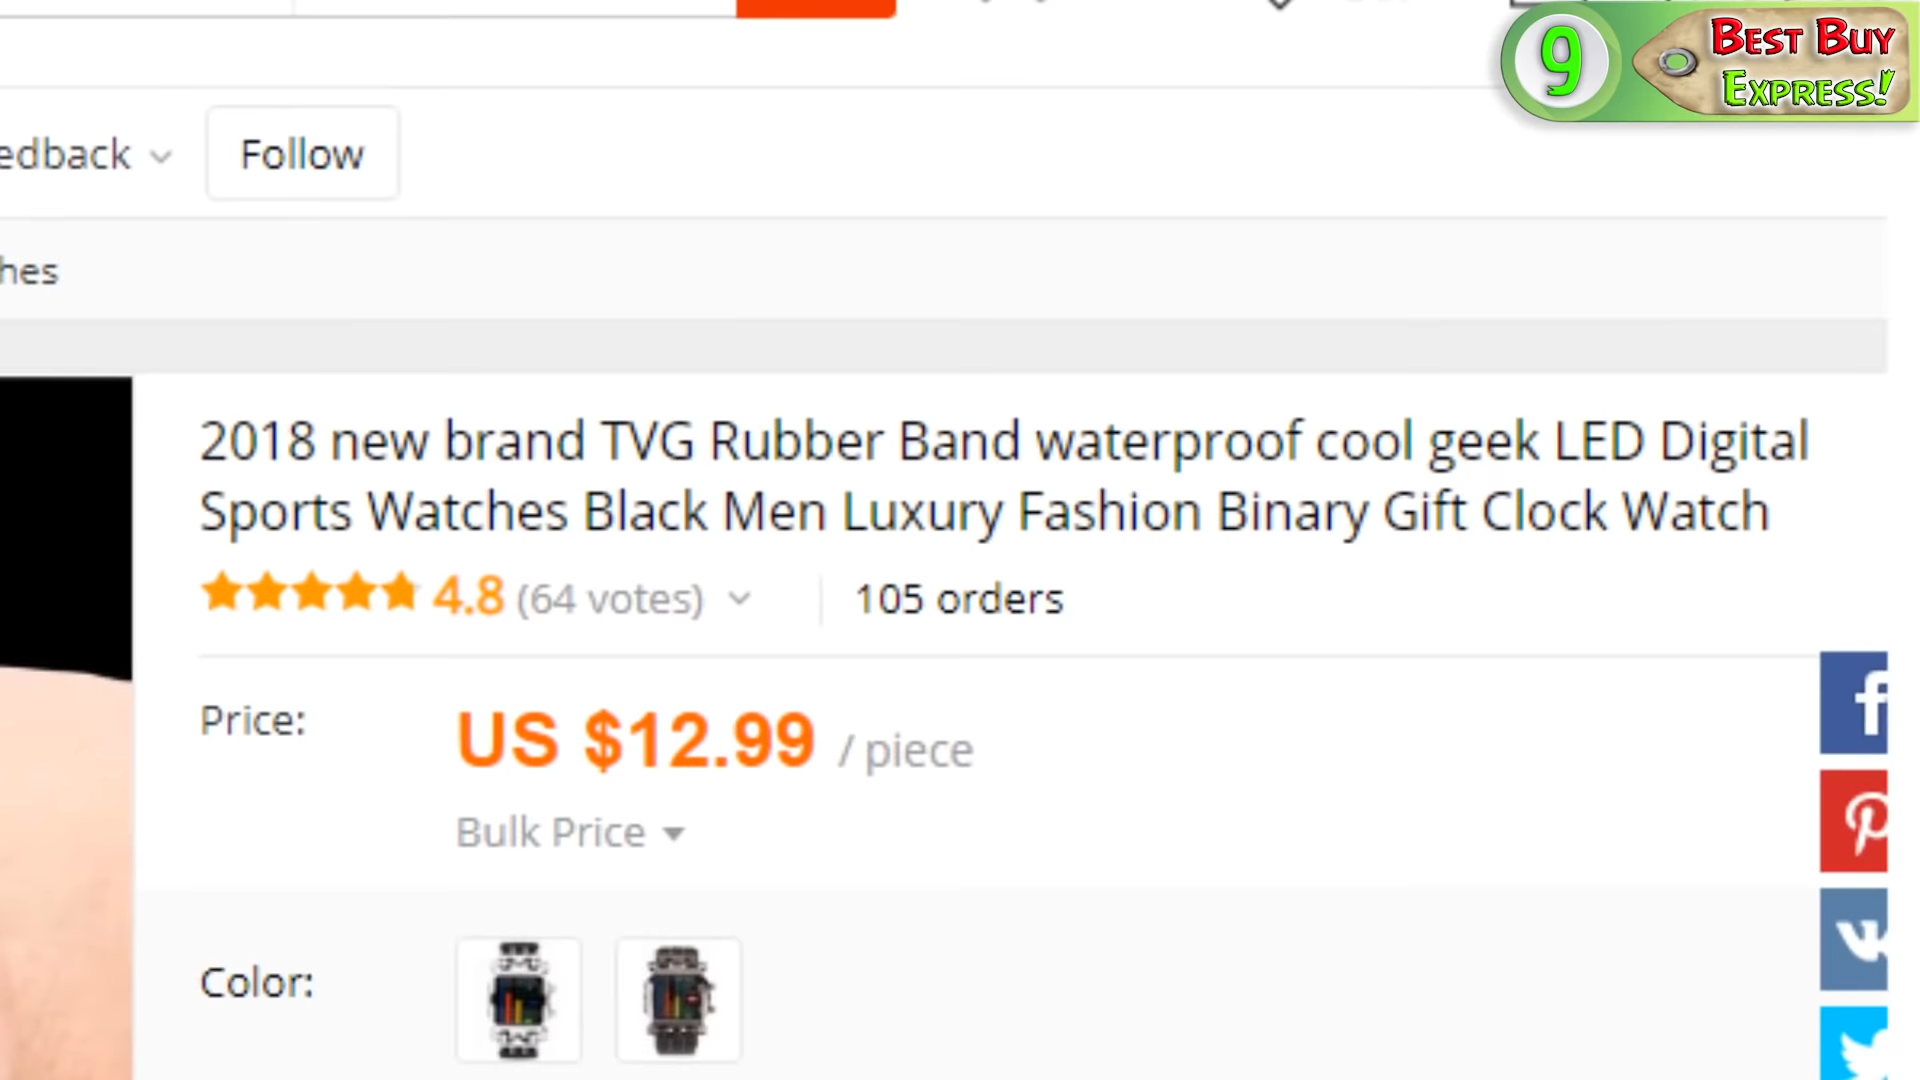 9
Best Buy
Express!
edback
Follow
hes
2018 new brand TVG Rubber Band waterproof cool geek LED Digital
Sports Watches Black Men Luxury Fashion Binary Gift Clock Watch
4.8 (64 votes)
105 orders
Price:
US $12.99 / piece
Bulk Price
Color: